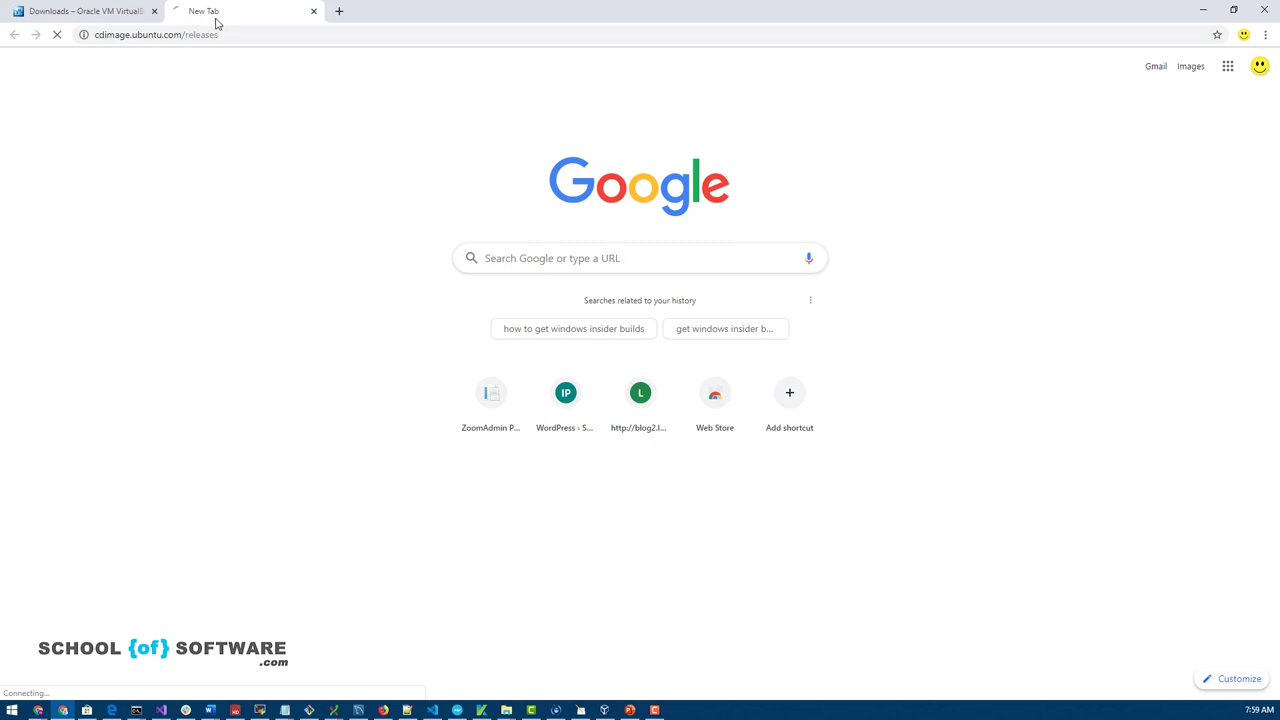 Downloads – Oracle VM VirtualB
New Tab
cdimage.ubuntu.com/releases
Gmail
Images
Google
Search Google or type a URL
Searches related to your history
how to get windows insider builds
get windows insider b...
IP
L
ZoomAdmin P...
WordPress › S...
http://blog2.l...
Web Store
Add shortcut
SCHOOL {of} SOFTWARE
.com
Customize
Connecting...
7:59 AM